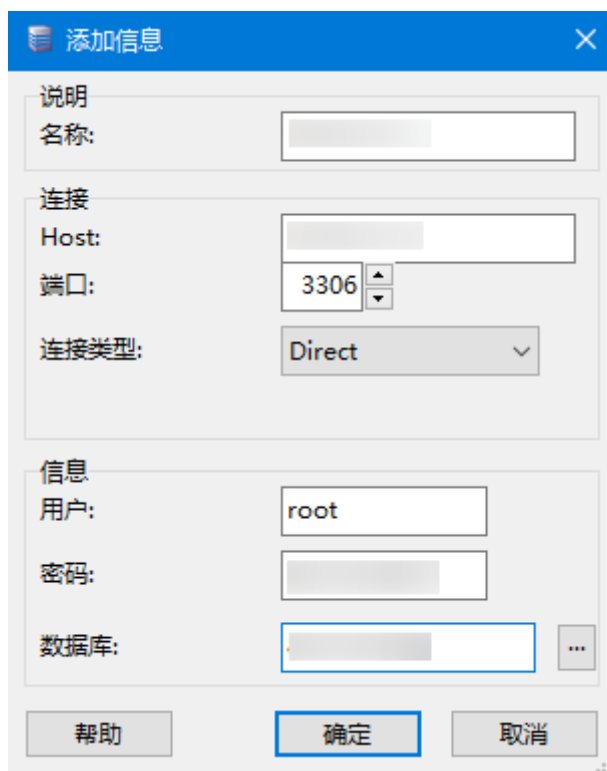 添加信息
说明
名称:
连接
Host:
端口: 3306
连接类型: Direct
信息
用户: root
密码:
数据库: ...
帮助 确定 取消